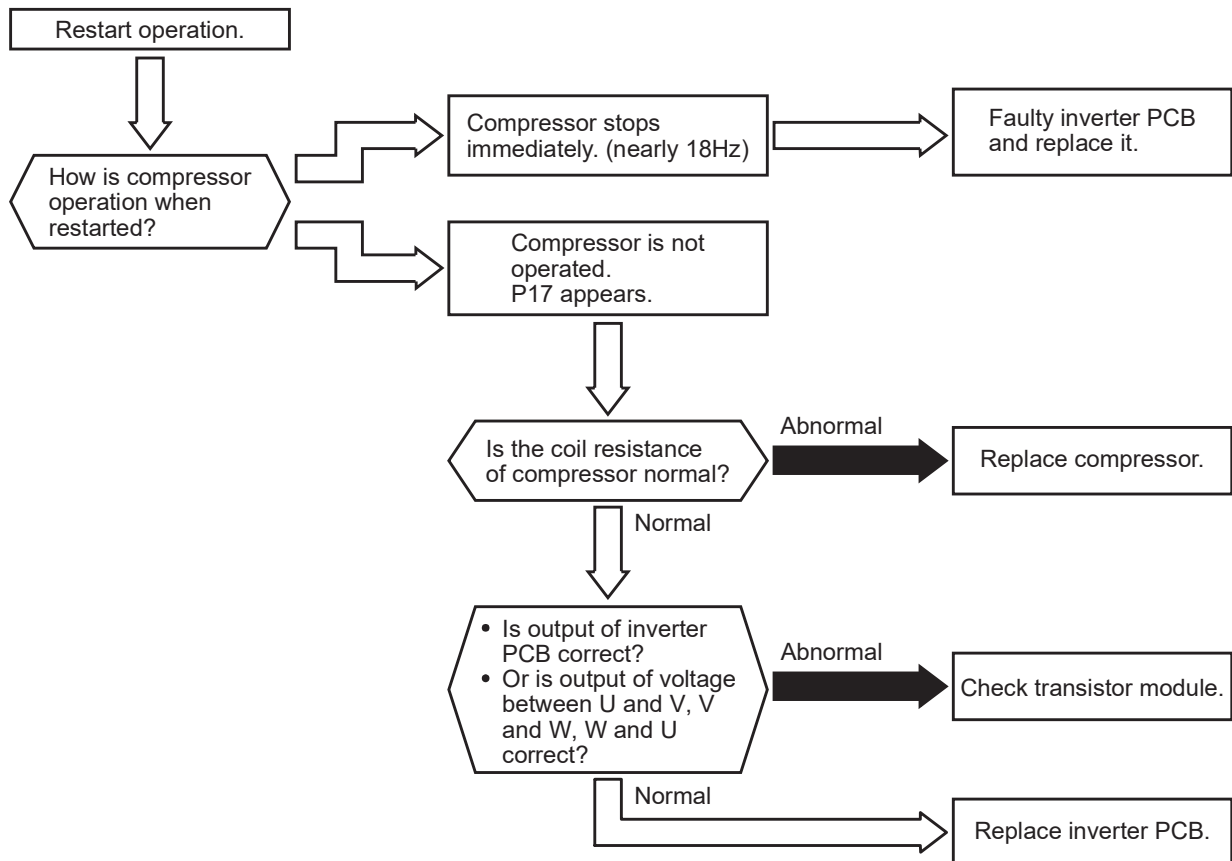 Restart operation.
How is compressor
operation when
restarted?
Compressor stops
immediately. (nearly 18Hz)
Faulty inverter PCB
and replace it.
Compressor is not
operated.
P17 appears.
Is the coil resistance
of compressor normal?
Abnormal
Replace compressor.
Normal
• Is output of inverter
PCB correct?
• Or is output of voltage
between U and V, V
and W, W and U
correct?
Abnormal
Check transistor module.
Normal
Replace inverter PCB.